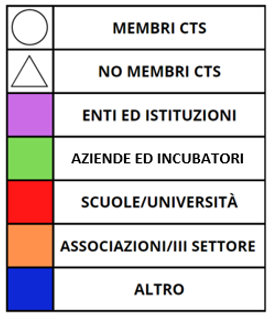 MEMBRI CTS
NO MEMBRI CTS
ENTI ED ISTITUZIONI
AZIENDE ED INCUBATORI
SCUOLE/UNIVERSITÀ
ASSOCIAZIONI/III SETTORE
ALTRO